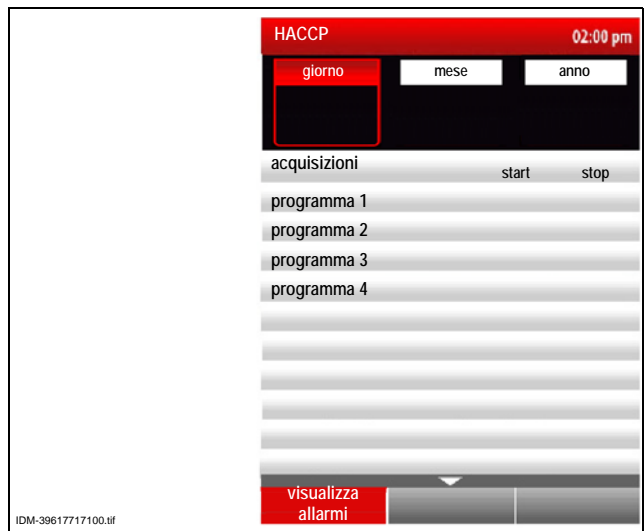 HACCP 02:00 pm
giorno mese anno
acquisizioni start stop
programma 1
programma 2
programma 3
programma 4
visualizza
allarmi
IDM-39617717100.tif